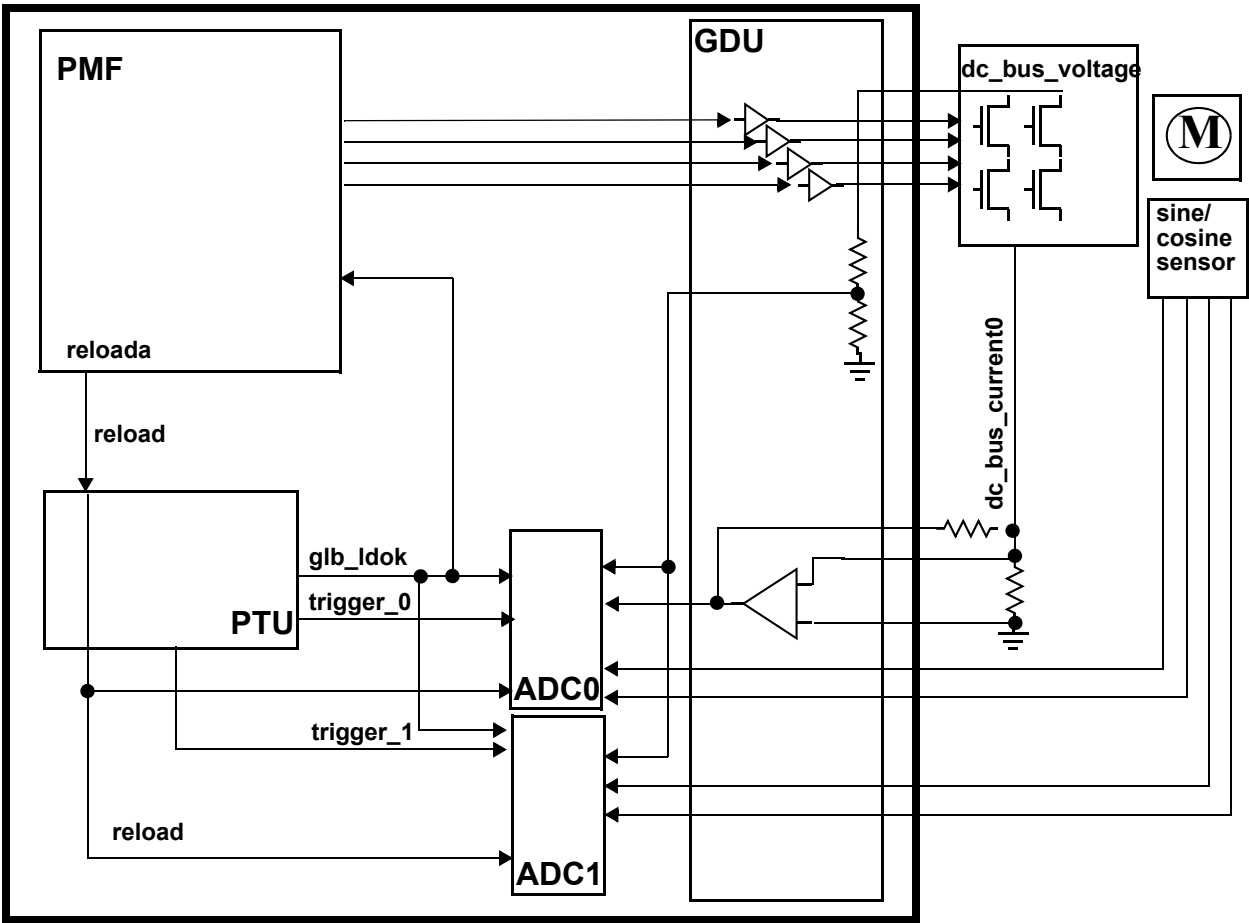 PMF
GDU
dc_bus_voltage
M
sine/
cosine
sensor
reloada
dc_bus_current0
reload
glb_ldok
trigger_0
PTU
ADC0
trigger_1
reload
ADC1